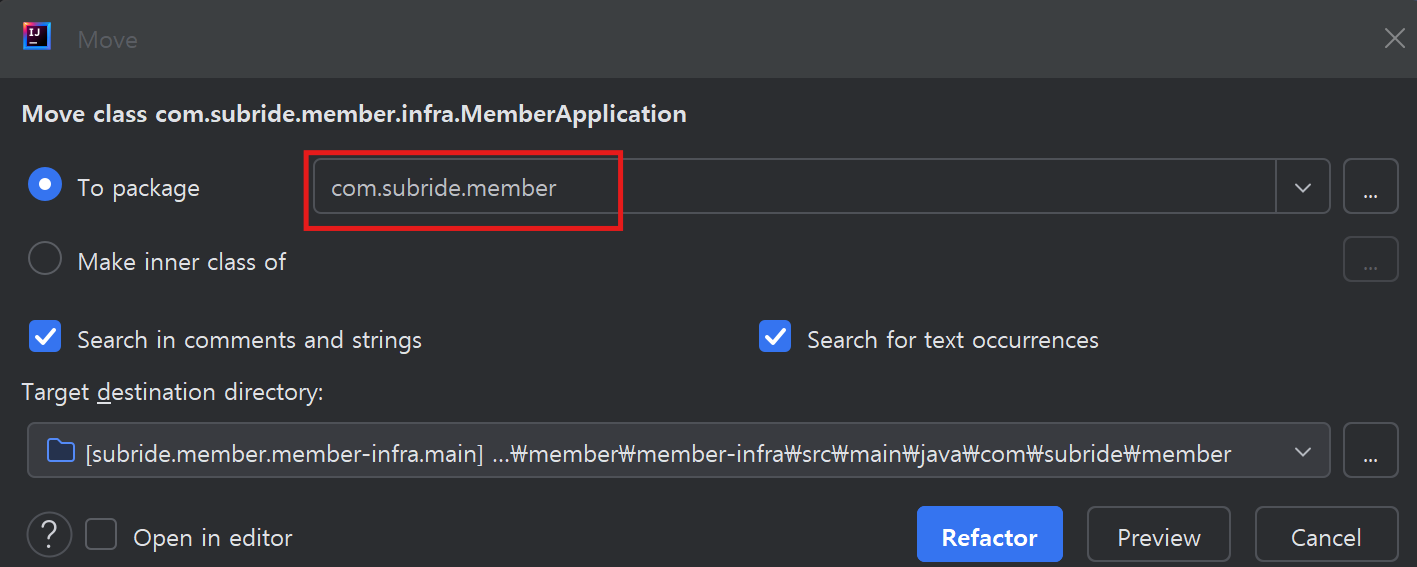 IJ
Move
Move class com.subride.member.infra.MemberApplication
To package com.subride.member ...
Make inner class of ...
Search in comments and strings Search for text occurrences
Target destination directory:
[subride.member.member-infra.main] ...₩member₩member-infra₩src₩main₩java₩com₩subride₩member ...
? Open in editor Refactor Preview Cancel